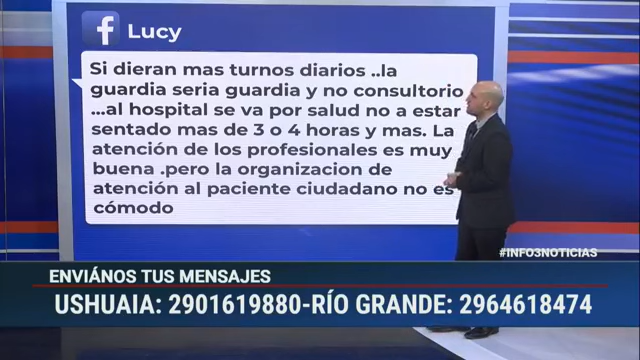 f Lucy
Si dieran mas turnos diarios ..la
guardia seria guardia y no consultorio
...al hospital se va por salud no a estar
sentado mas de 3 o 4 horas y mas. La
atención de los profesionales es muy
buena .pero la organizacion de
atención al paciente ciudadano no es
cómodo
#INFO3NOTICIAS
ENVIÁNOS TUS MENSAJES
USHUAIA: 2901619880-RÍO GRANDE: 2964618474